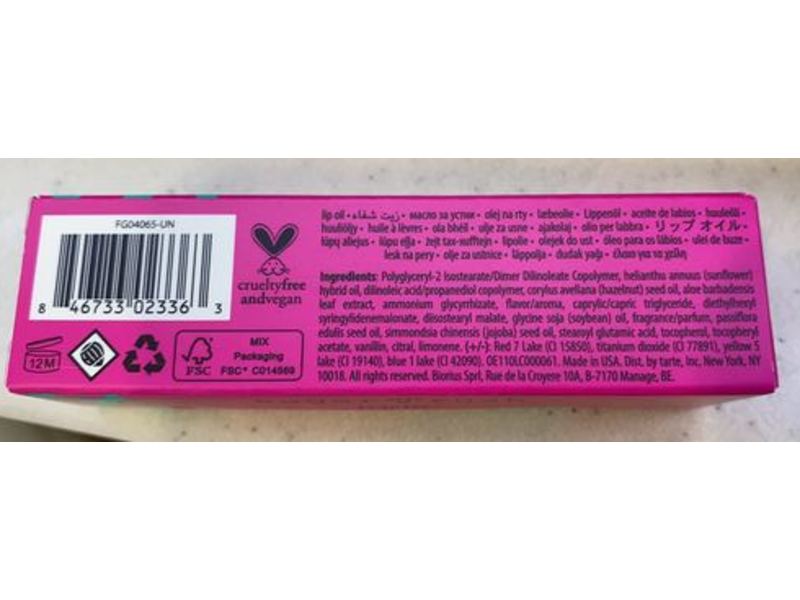 FG04065-UN
8 46733 02336 3
crueltyfree
andvegan
12M
FSC
MIX
Packaging
FSC® C014569
lip oil • زيت شفاه • масло за устни • olej na rty • læbeolie • Lippenöl • aceite de labios • huuleõli •
huuliöljy • huile à lèvres • ola bhéil • ulje za usne • ajakolaj • olio per labbra • リップ オイル •
lūpų aliejus • lūpu eļļa • żejt tax-xufftejn • lipolie • olejek do ust • óleo para os lábios • ulei de buze •
lesk na pery • olje za ustnice • läppolja • dudak yağı • έλαιο για τα χείλη
Ingredients: Polyglyceryl-2 Isostearate/Dimer Dilinoleate Copolymer, helianthu annuus (sunflower)
hybrid oil, dilinoleic acid/propanediol copolymer, corylus avellana (hazelnut) seed oil, aloe barbadensis
leaf extract, ammonium glycyrrhizate, flavor/aroma, caprylic/capric triglyceride, diethylhexyl
syringylidenemalonate, diisostearyl malate, glycine soja (soybean) oil, fragrance/parfum, passiflora
edulis seed oil, simmondsia chinensis (jojoba) seed oil, stearoyl glutamic acid, tocopherol, tocopheryl
acetate, vanillin, citral, limonene. (+/-): Red 7 Lake (CI 15850), titanium dioxide (CI 77891), yellow 5
lake (CI 19140), blue 1 lake (CI 42090). OE110LC000061. Made in USA. Dist. by tarte, Inc. New York, NY
10018. All rights reserved. Biorius Sprl, Rue de la Croyere 10A, B-7170 Manage, BE.